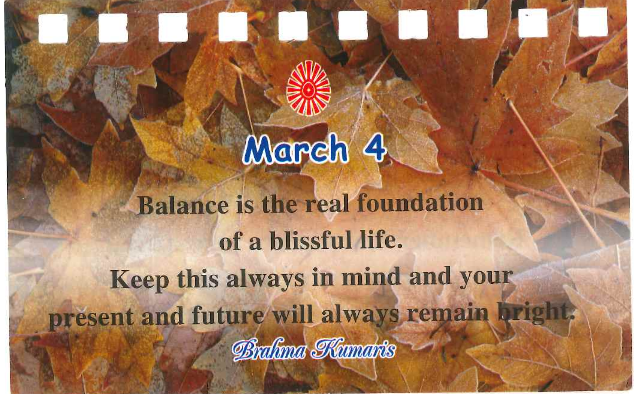 March 4
Balance is the real foundation
of a blissful life.
Keep this always in mind and your
present and future will always remain bright.
Brahma Kumaris